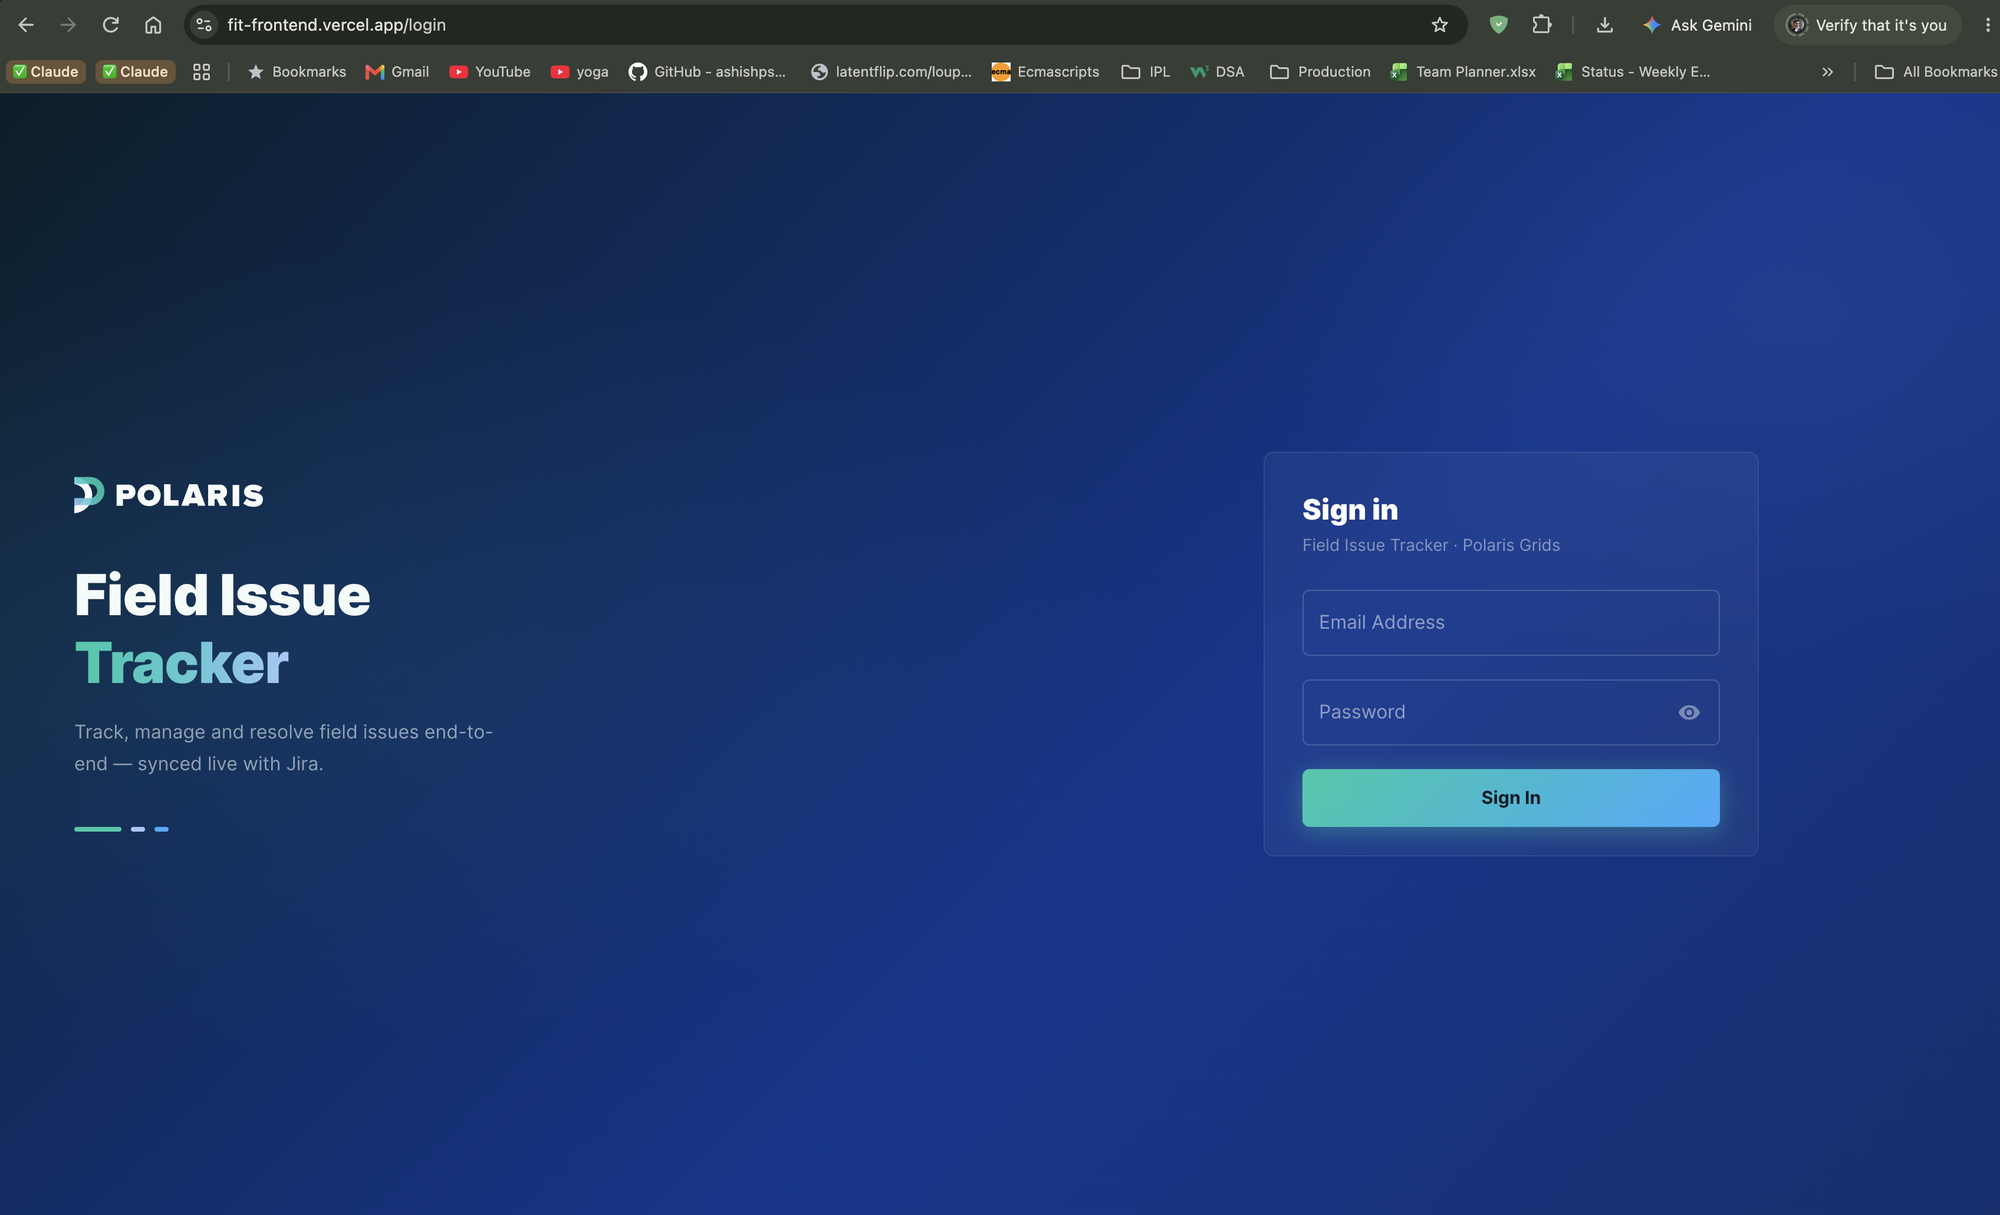 fit-frontend.vercel.app/login
Ask Gemini
Verify that it's you
Claude
Claude
Bookmarks
Gmail
YouTube
yoga
GitHub - ashishps...
latentflip.com/loup...
ecma
Ecmascripts
IPL
DSA
Production
Team Planner.xlsx
Status - Weekly E...
All Bookmarks
POLARIS
Field Issue
Tracker
Track, manage and resolve field issues end-to-
end — synced live with Jira.
Sign in
Field Issue Tracker · Polaris Grids
Email Address
Password
Sign In